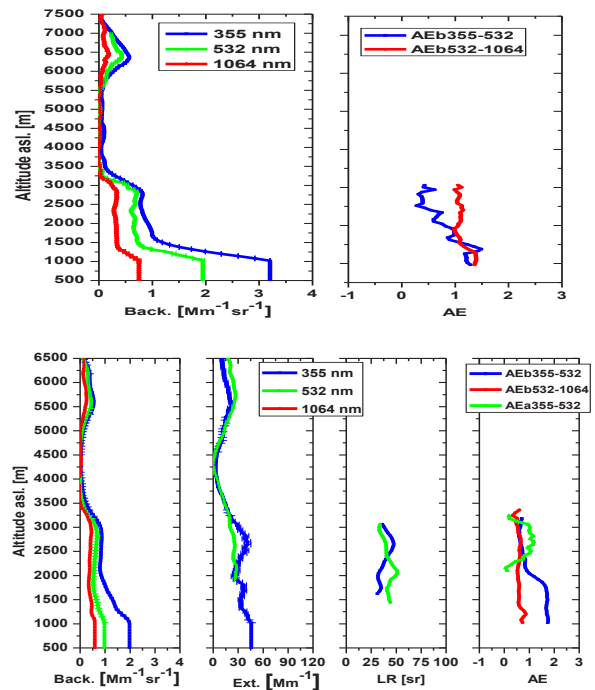 7500
7000
6500
6000
5500
5000
4500
4000
3500
3000
2500
2000
1500
1000
500
Altitude asl. [m]
355 nm
532 nm
1064 nm
0 1 2 3 4
Back. [Mm⁻¹sr⁻¹]
AEb355-532
AEb532-1064
-1 0 1 2 3
AE
6500
6000
5500
5000
4500
4000
3500
3000
2500
2000
1500
1000
500
Altitude asl. [m]
0 1 2 3 4
Back. [Mm⁻¹sr⁻¹]
355 nm
532 nm
1064 nm
0 30 60 90 120
Ext. [Mm⁻¹]
0 25 50 75 100
LR [sr]
AEb355-532
AEb532-1064
AEa355-532
-1 0 1 2 3
AE